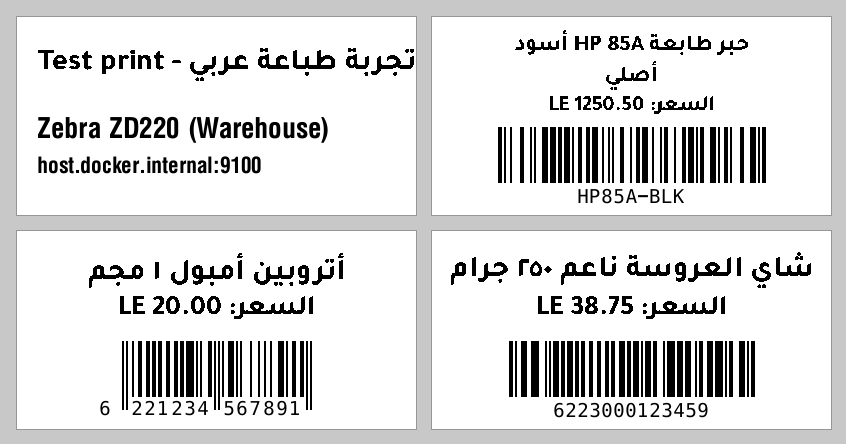 Test print - تجربة طباعة عربي
Zebra ZD220 (Warehouse)
host.docker.internal:9100
حبر طابعة HP 85A أسود
أصلي
السعر: LE 1250.50
HP85A-BLK
أتروبين أمبول ١ مجم
السعر: LE 20.00
6 221234 567891
شاي العروسة ناعم ٢٥٠ جرام
السعر: LE 38.75
6223000123459